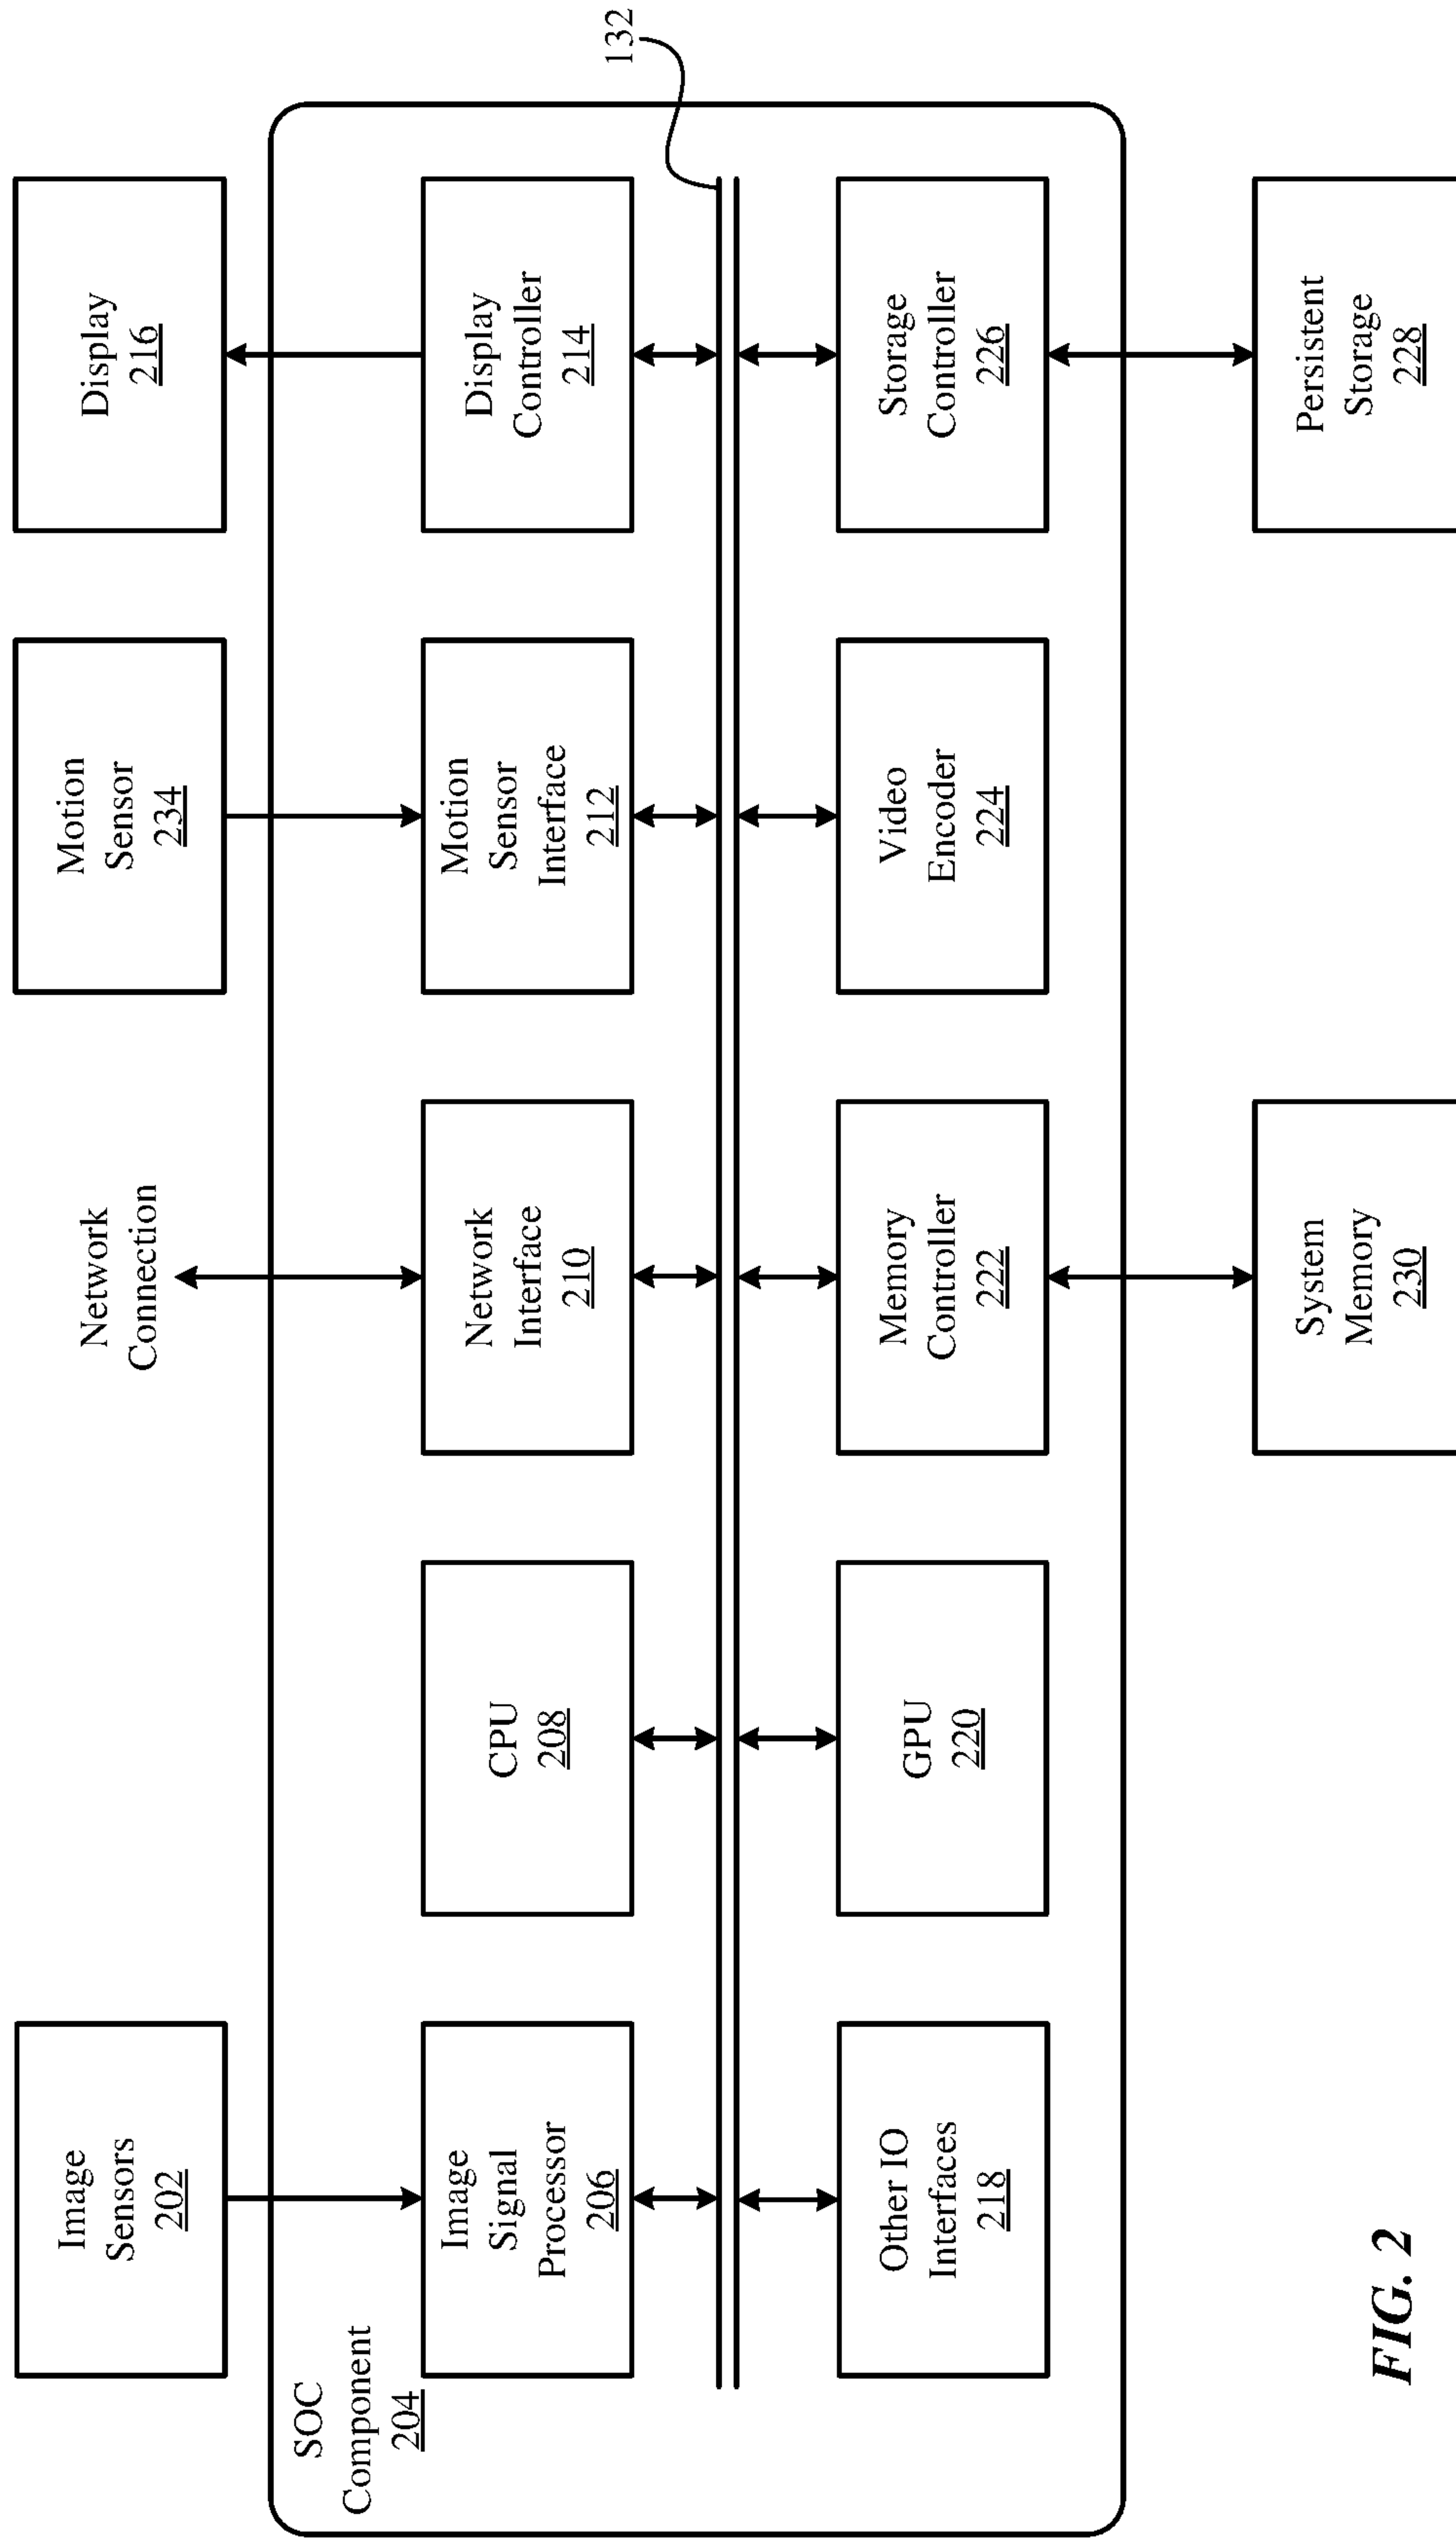 Image
Sensors
202
Network
Connection
Motion
Sensor
234
Display
216
SOC
Component
204
Image
Signal
Processor
206
CPU
208
Network
Interface
210
Motion
Sensor
Interface
212
Display
Controller
214
132
Other IO
Interfaces
218
GPU
220
Memory
Controller
222
Video
Encoder
224
Storage
Controller
226
System
Memory
230
Persistent
Storage
228
FIG. 2